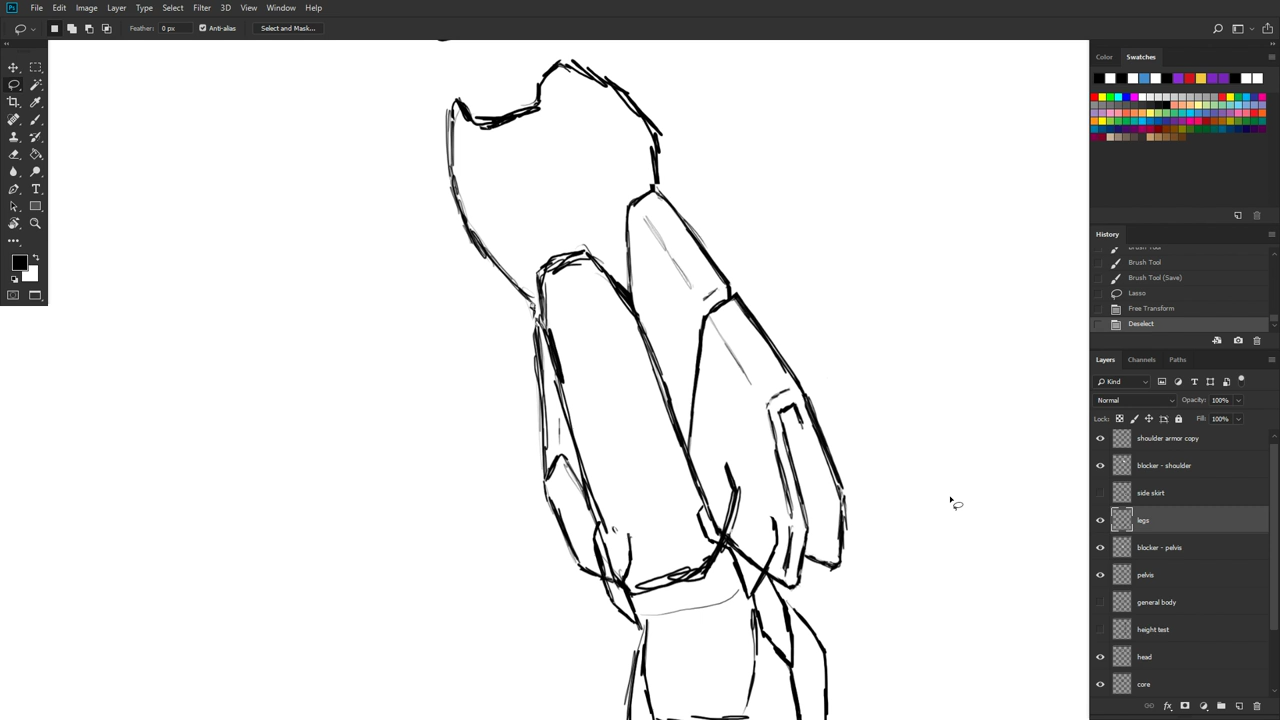 Ps File Edit Image Layer Type Select Filter 3D View Window Help
Feather: 0 px Anti-alias Select and Mask...
Color Swatches
History
Brush Tool
Brush Tool
Brush Tool (Save)
Lasso
Free Transform
Deselect
Layers Channels Paths
Kind
Normal Opacity: 100%
Lock: Fill: 100%
shoulder armor copy
blocker - shoulder
side skirt
legs
blocker - pelvis
pelvis
general body
height test
head
core